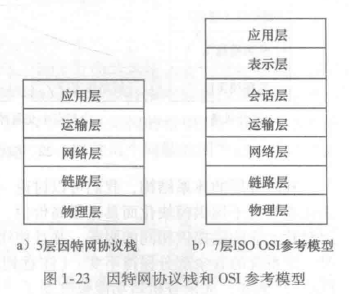 应用层
运输层
网络层
链路层
物理层
应用层
表示层
会话层
运输层
网络层
链路层
物理层
a）5层因特网协议栈
b）7层ISO OSI参考模型
图 1-23 因特网协议栈和 OSI 参考模型